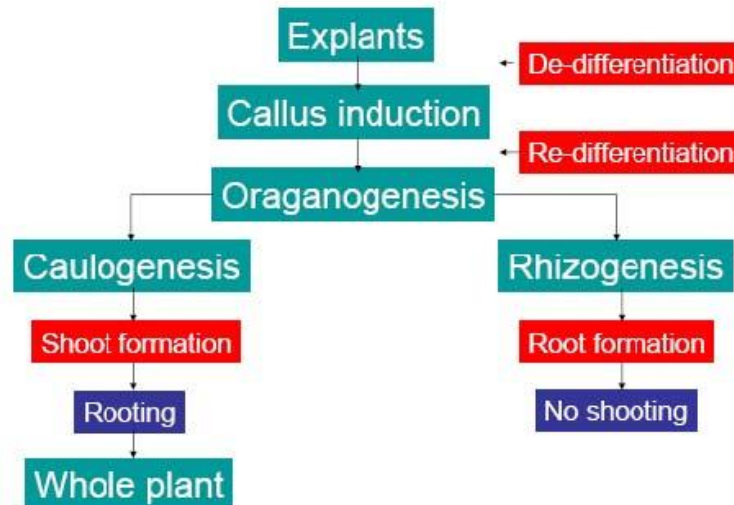 Explants
De-differentiation
Callus induction
Re-differentiation
Oraganogenesis
Caulogenesis
Rhizogenesis
Shoot formation
Root formation
Rooting
No shooting
Whole plant